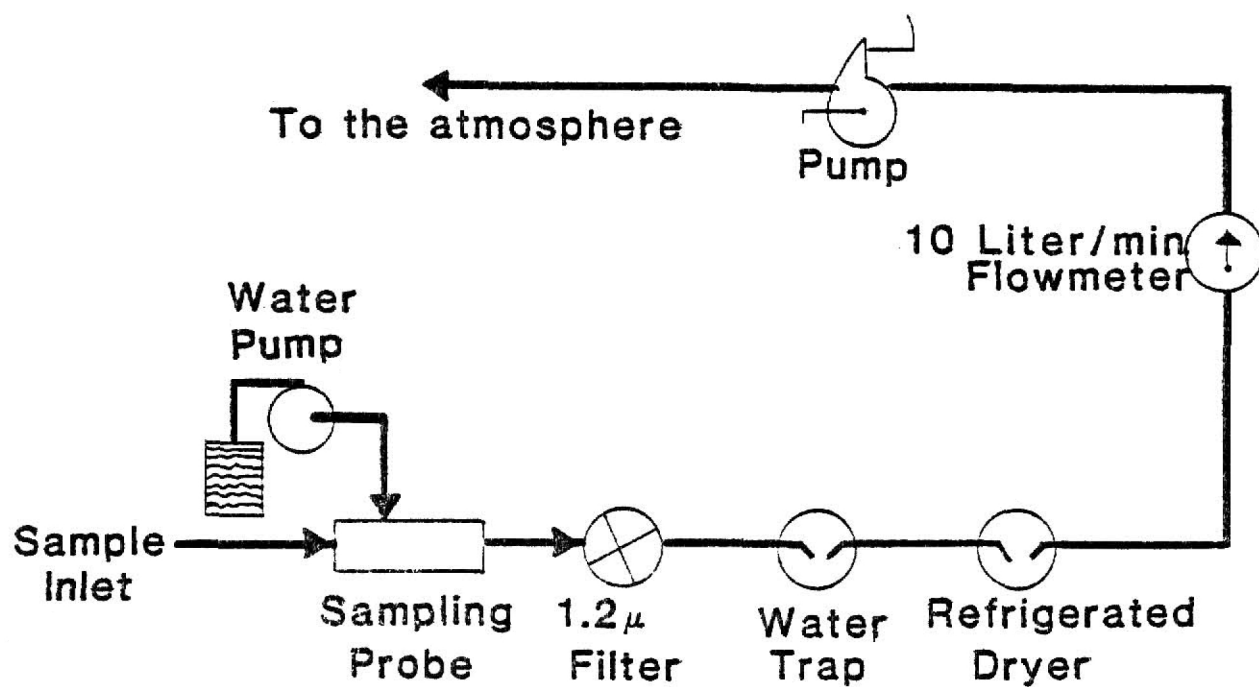 To the atmosphere
Pump
10 Liter/min
Flowmeter
Water
Pump
Sample
Inlet
Sampling
Probe
1.2μ
Filter
Water
Trap
Refrigerated
Dryer